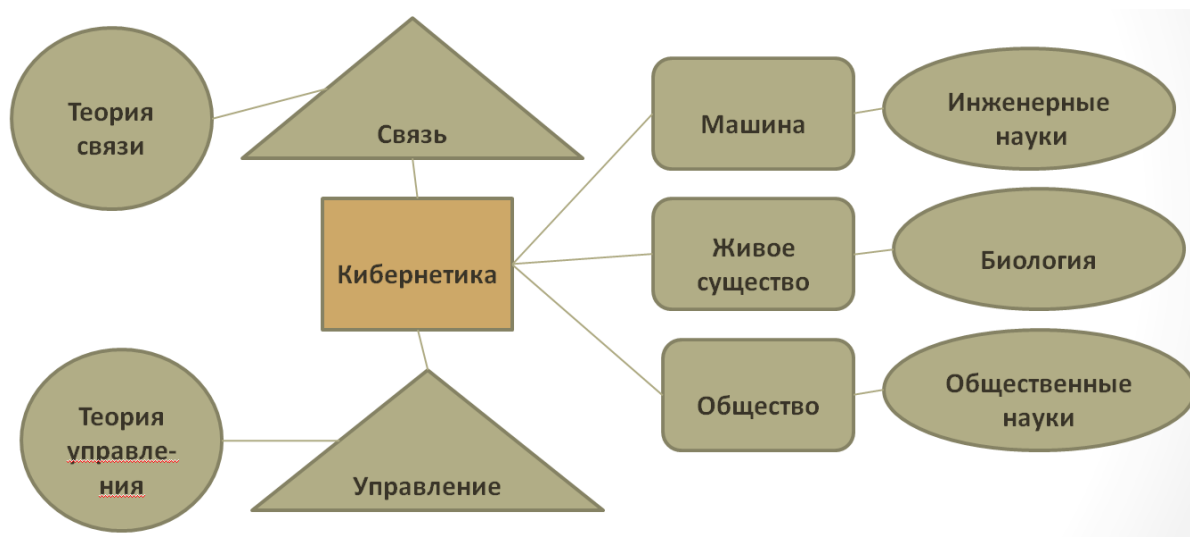 Теория
связи
Связь
Кибернетика
Теория
управле-
ния
Управление
Машина
Инженерные
науки
Живое
существо
Биология
Общество
Общественные
науки